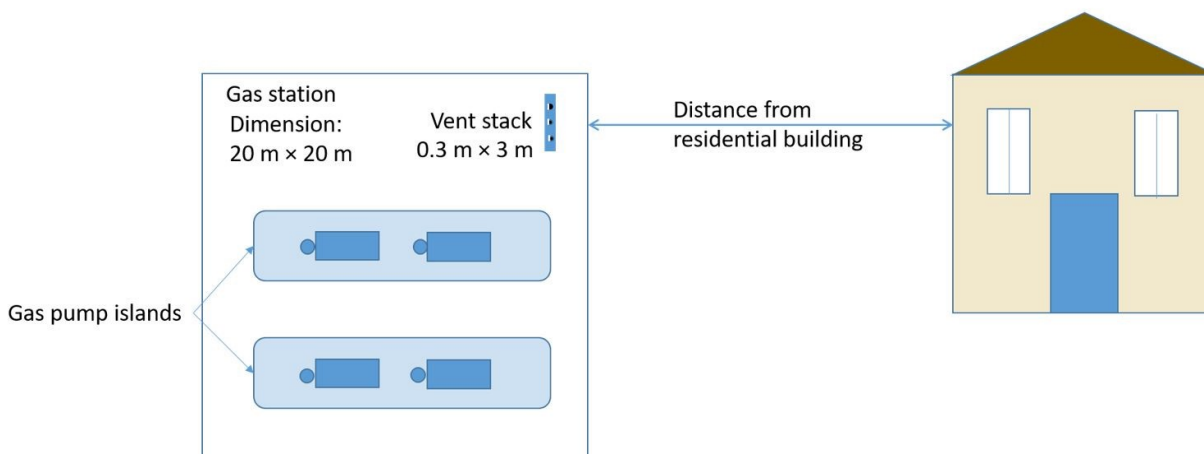 Gas station
Dimension:
20 m × 20 m
Vent stack
0.3 m × 3 m
Distance from
residential building
Gas pump islands